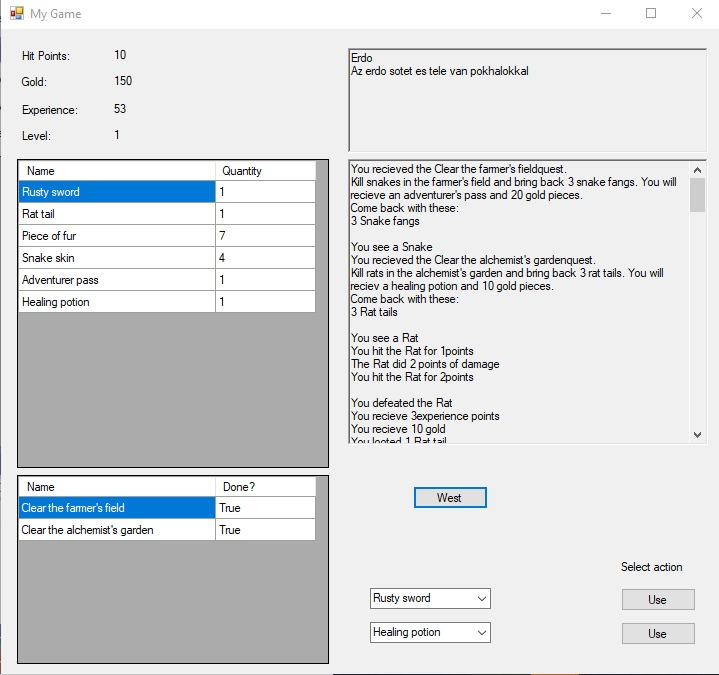 My Game
Hit Points: 10
Gold: 150
Experience: 53
Level: 1
Erdo
Az erdo sotet es tele van pokhalokkal
Name Quantity
Rusty sword 1
Rat tail 1
Piece of fur 7
Snake skin 4
Adventurer pass 1
Healing potion 1
You recieved the Clear the farmer's fieldquest.
Kill snakes in the farmer's field and bring back 3 snake fangs. You will
recieve an adventurer's pass and 20 gold pieces.
Come back with these:
3 Snake fangs
You see a Snake
You recieved the Clear the alchemist's gardenquest.
Kill rats in the alchemist's garden and bring back 3 rat tails. You will
reciev a healing potion and 10 gold pieces.
Come back with these:
3 Rat tails
You see a Rat
You hit the Rat for 1points
The Rat did 2 points of damage
You hit the Rat for 2points
You defeated the Rat
You recieve 3experience points
You recieve 10 gold
You looted 1 Rat tail
Name Done?
Clear the farmer's field True
Clear the alchemist's garden True
West
Select action
Rusty sword Use
Healing potion Use